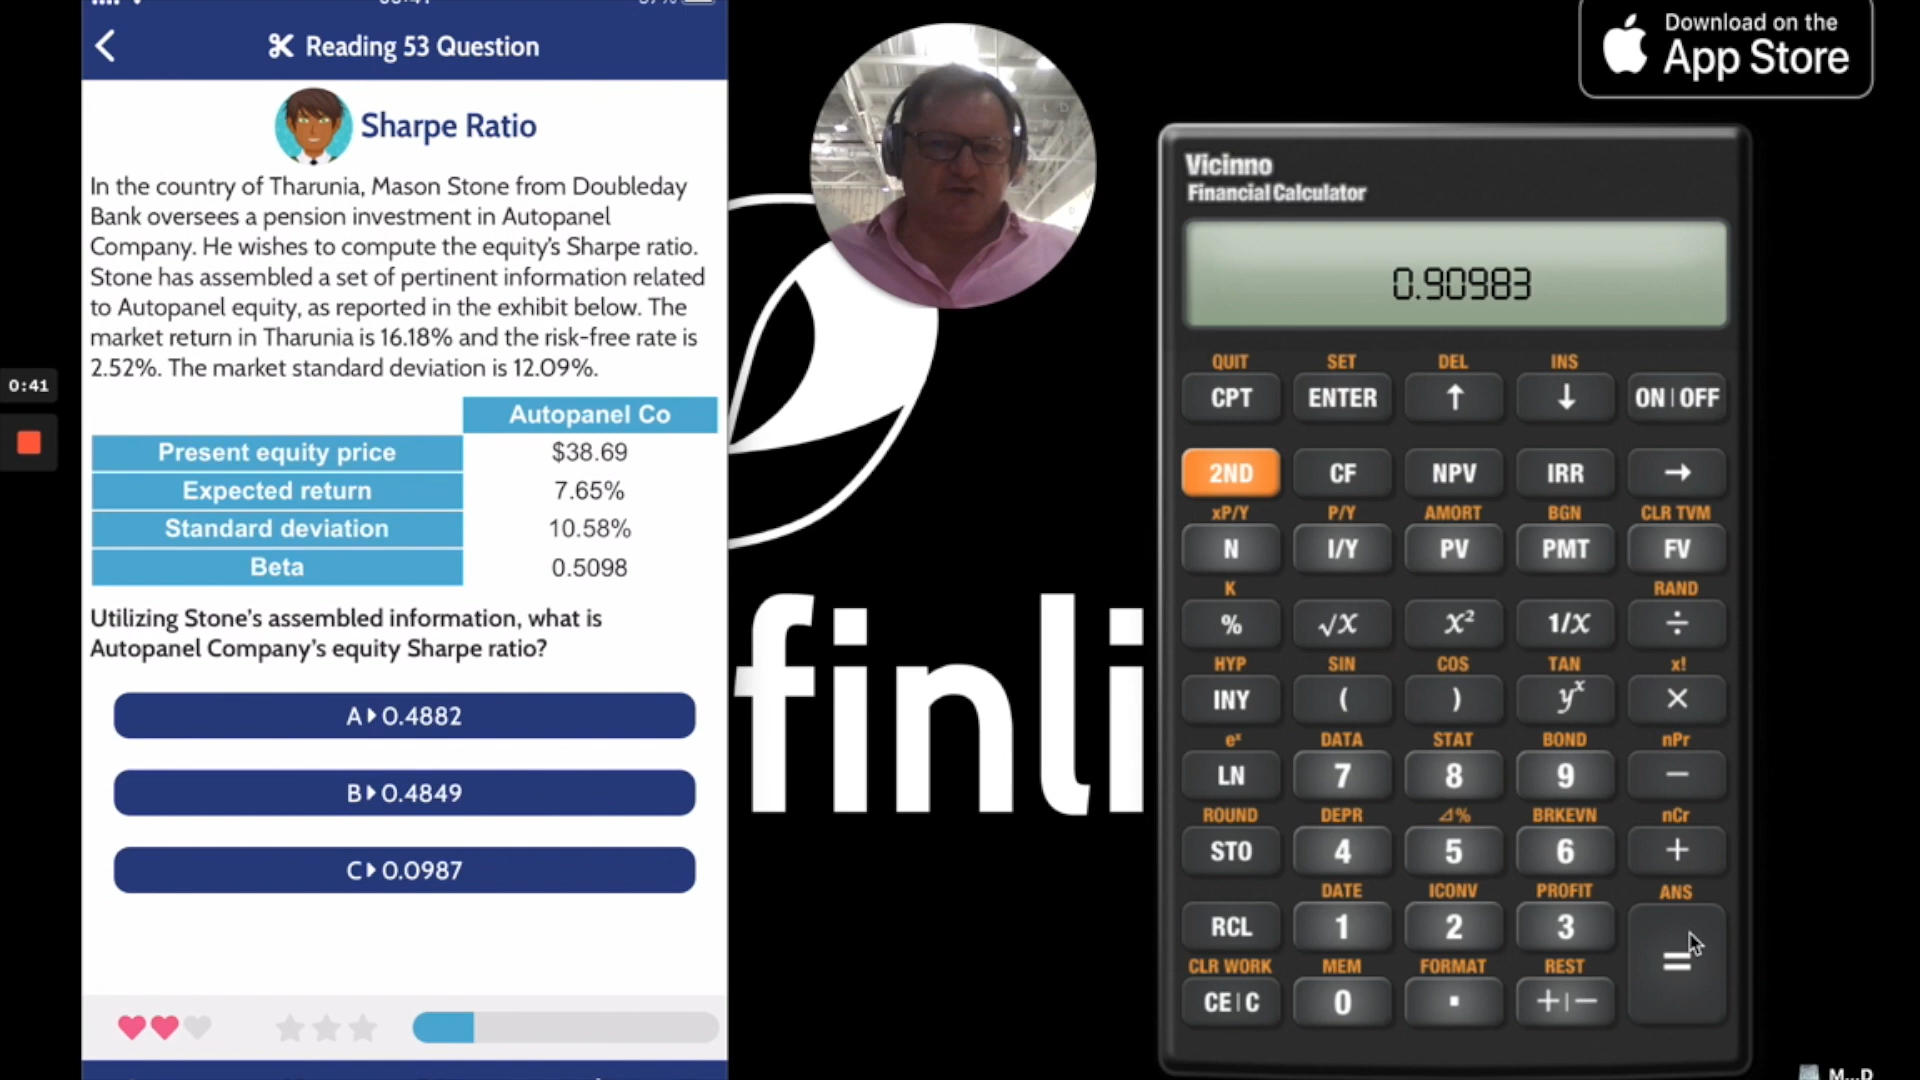 Reading 53 Question
Sharpe Ratio
In the country of Tharunia, Mason Stone from Doubleday
Bank oversees a pension investment in Autopanel
Company. He wishes to compute the equity's Sharpe ratio.
Stone has assembled a set of pertinent information related
to Autopanel equity, as reported in the exhibit below. The
market return in Tharunia is 16.18% and the risk-free rate is
2.52%. The market standard deviation is 12.09%.
Autopanel Co
Present equity price $38.69
Expected return 7.65%
Standard deviation 10.58%
Beta 0.5098
Utilizing Stone's assembled information, what is
Autopanel Company's equity Sharpe ratio?
A 0.4882
B 0.4849
C 0.0987
0:41
finli
Download on the
App Store
Vicinno
Financial Calculator
0.90983
QUIT SET DEL INS
CPT ENTER ↑ ↓ ON|OFF
2ND CF NPV IRR →
xP/Y P/Y AMORT BGN CLR TVM
N I/Y PV PMT FV
K RAND
% √x x² 1/x ÷
HYP SIN COS TAN x!
INY ( ) yˣ ×
eˣ DATA STAT BOND nPr
LN 7 8 9 −
ROUND DEPR ⊿% BRKEVN nCr
STO 4 5 6 +
DATE ICONV PROFIT ANS
RCL 1 2 3 =
CLR WORK MEM FORMAT REST
CE|C 0 . +|−
M...D